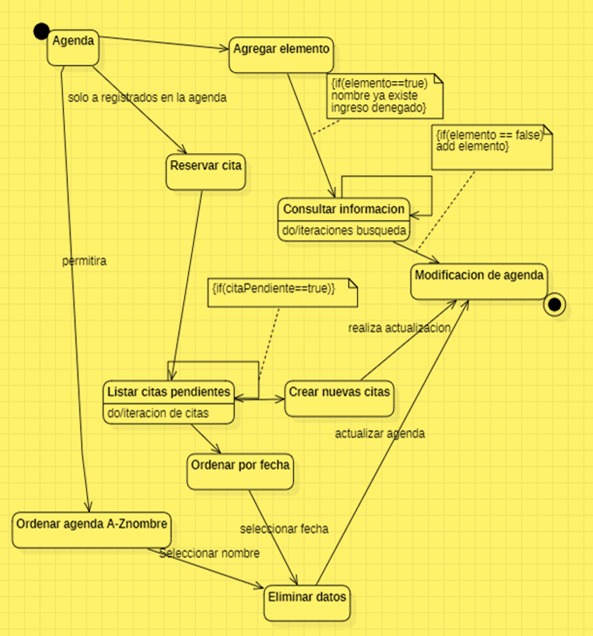 Agenda
Agregar elemento
{if(elemento==true)
nombre ya existe
ingreso denegado}
solo a registrados en la agenda
{if(elemento == false)
add elemento}
Reservar cita
Consultar informacion
do/iteraciones busqueda
permitira
Modificacion de agenda
{if(citaPendiente==true)}
realiza actualizacion
Listar citas pendientes
do/iteracion de citas
Crear nuevas citas
actualizar agenda
Ordenar por fecha
Ordenar agenda A-Znombre
seleccionar fecha
Seleccionar nombre
Eliminar datos